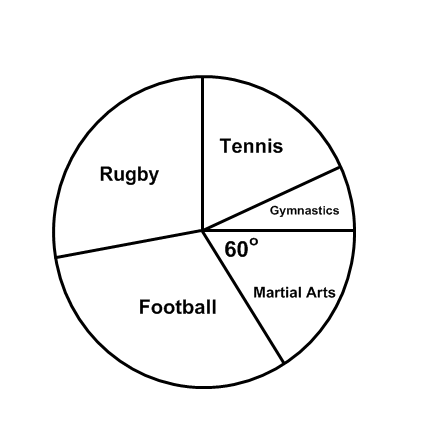 Tennis
Rugby
Gymnastics
60°
Martial Arts
Football